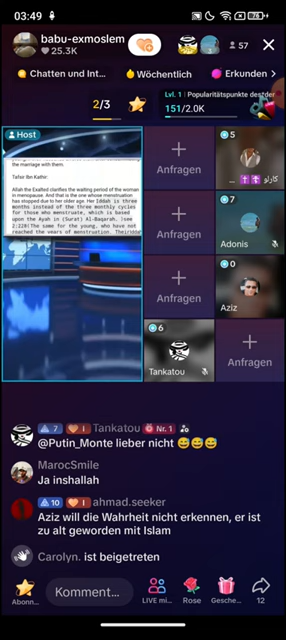 03:49
76
babu-exmoslem
25.3K
57
Chatten und Int...
Wöchentlich
Erkunden
2/3
Lvl. 1 | Popularitätspunkte des
151/2.0K
Host
the marriage with them.
Tafsir Ibn Kathir:
Allah the Exalted clarifies the waiting period of the woman
in menopause. And that is the one whose menstruation
has stopped due to her older age. Her Iddah is three
months instead of the three monthly cycles
for those who menstruate, which is based
upon the Ayah in (Surat) Al-Baqarah. [see
2:228] The same for the young, who have not
reached the years of menstruation.
Anfragen
5
كارلو
Anfragen
7
Adonis
Anfragen
0
Aziz
6
Tankatou
Anfragen
7 I Tankatou Nr. 1
@Putin_Monte lieber nicht 😅😅😅
MarocSmile
Ja inshallah
10 I ahmad.seeker
Aziz will die Wahrheit nicht erkennen, er ist
zu alt geworden mit Islam
Carolyn. ist beigetreten
Abonn...
Komment...
LIVE mi...
Rose
Gesche...
12